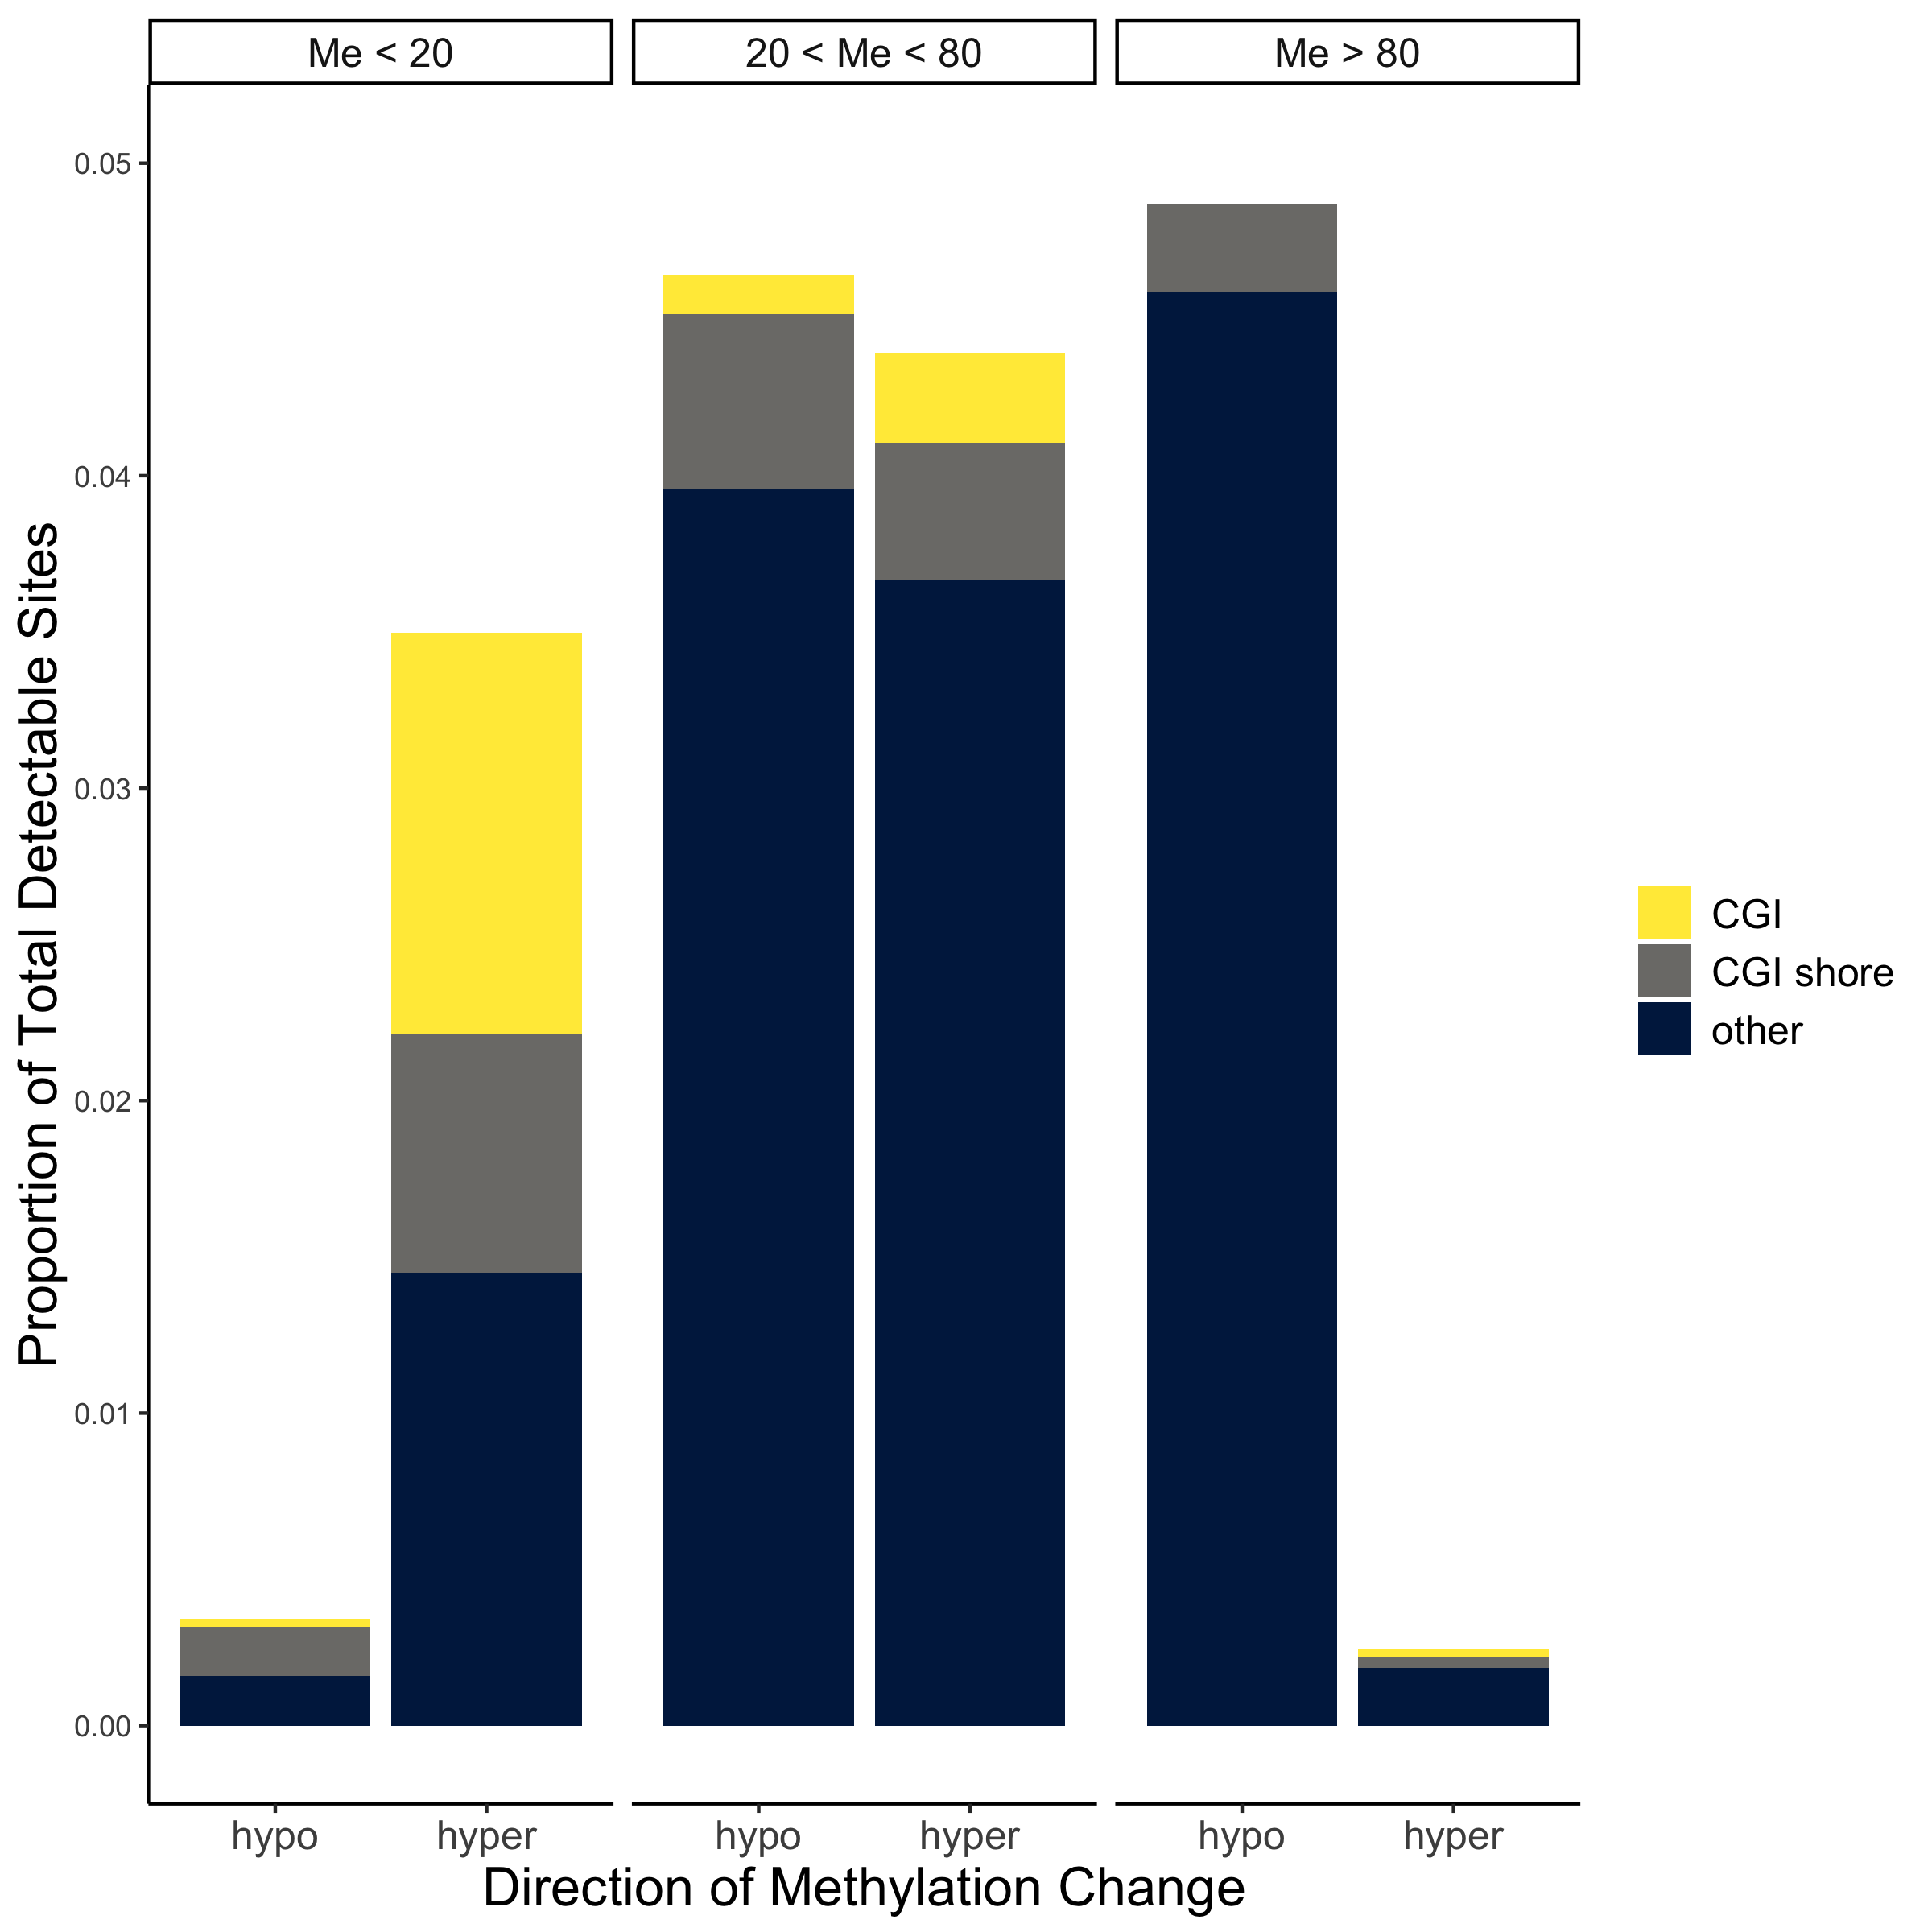 Me < 20
20 < Me < 80
Me > 80
Proportion of Total Detectable Sites
0.05
0.04
0.03
0.02
0.01
0.00
hypo
hyper
hypo
hyper
hypo
hyper
Direction of Methylation Change
CGI
CGI shore
other